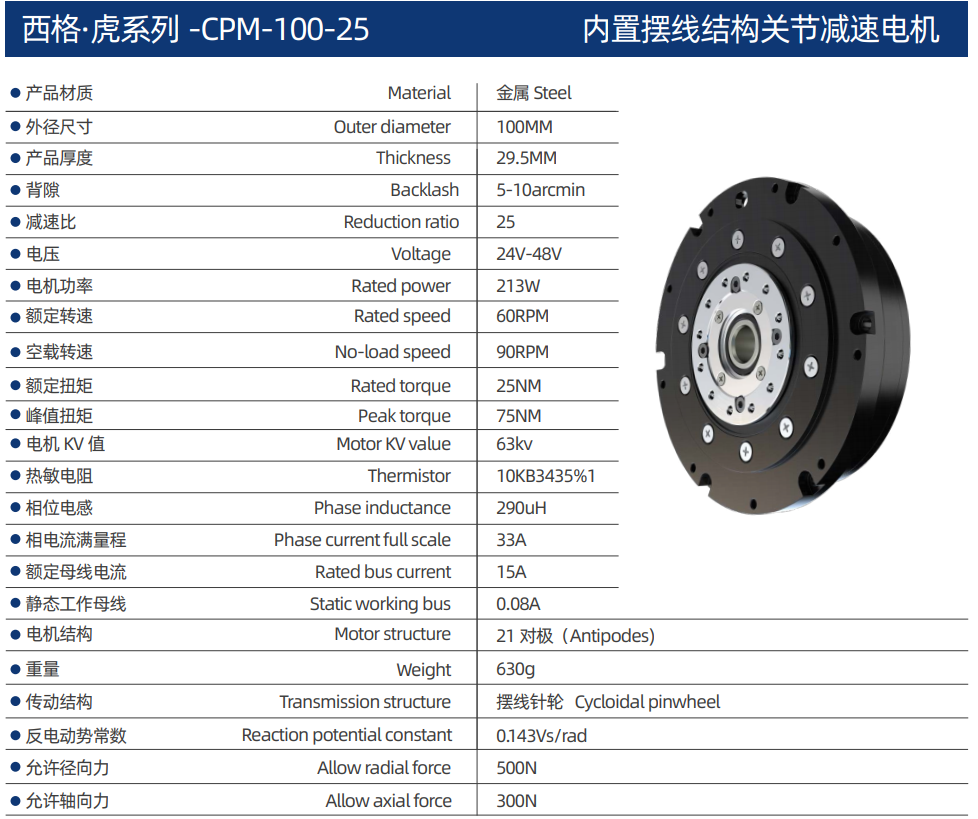 西格·虎系列 -CPM-100-25 内置摆线结构关节减速电机
产品材质 Material 金属 Steel
外径尺寸 Outer diameter 100MM
产品厚度 Thickness 29.5MM
背隙 Backlash 5-10arcmin
减速比 Reduction ratio 25
电压 Voltage 24V-48V
电机功率 Rated power 213W
额定转速 Rated speed 60RPM
空载转速 No-load speed 90RPM
额定扭矩 Rated torque 25NM
峰值扭矩 Peak torque 75NM
电机 KV 值 Motor KV value 63kv
热敏电阻 Thermistor 10KB3435%1
相位电感 Phase inductance 290uH
相电流满量程 Phase current full scale 33A
额定母线电流 Rated bus current 15A
静态工作母线 Static working bus 0.08A
电机结构 Motor structure 21 对极（Antipodes)
重量 Weight 630g
传动结构 Transmission structure 摆线针轮 Cycloidal pinwheel
反电动势常数 Reaction potential constant 0.143Vs/rad
允许径向力 Allow radial force 500N
允许轴向力 Allow axial force 300N